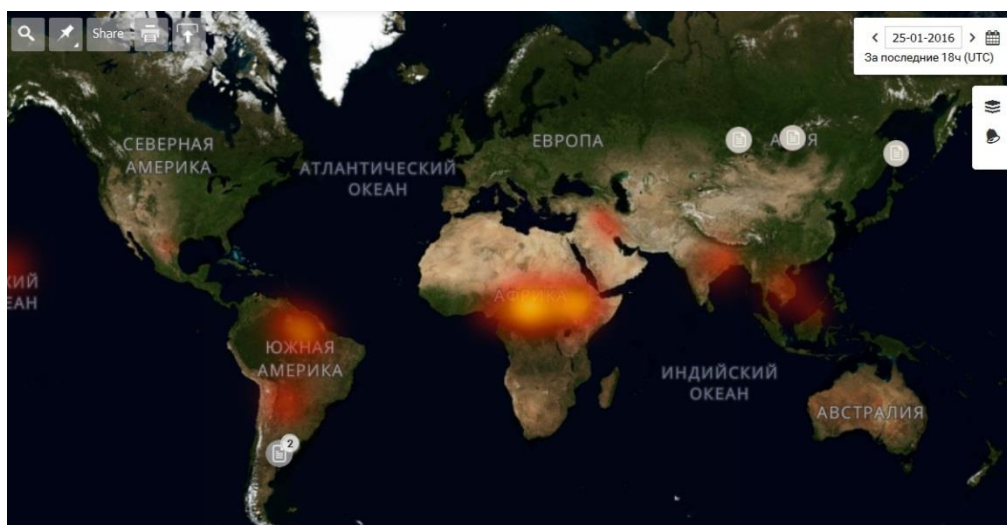 Share
25-01-2016
За последние 18ч (UTC)
СЕВЕРНАЯ
АМЕРИКА
ЕВРОПА
АТЛАНТИЧЕСКИЙ
ОКЕАН
АФРИКА
ЕАН
ЮЖНАЯ
АМЕРИКА
ИНДИЙСКИЙ
ОКЕАН
АВСТРАЛИЯ
2